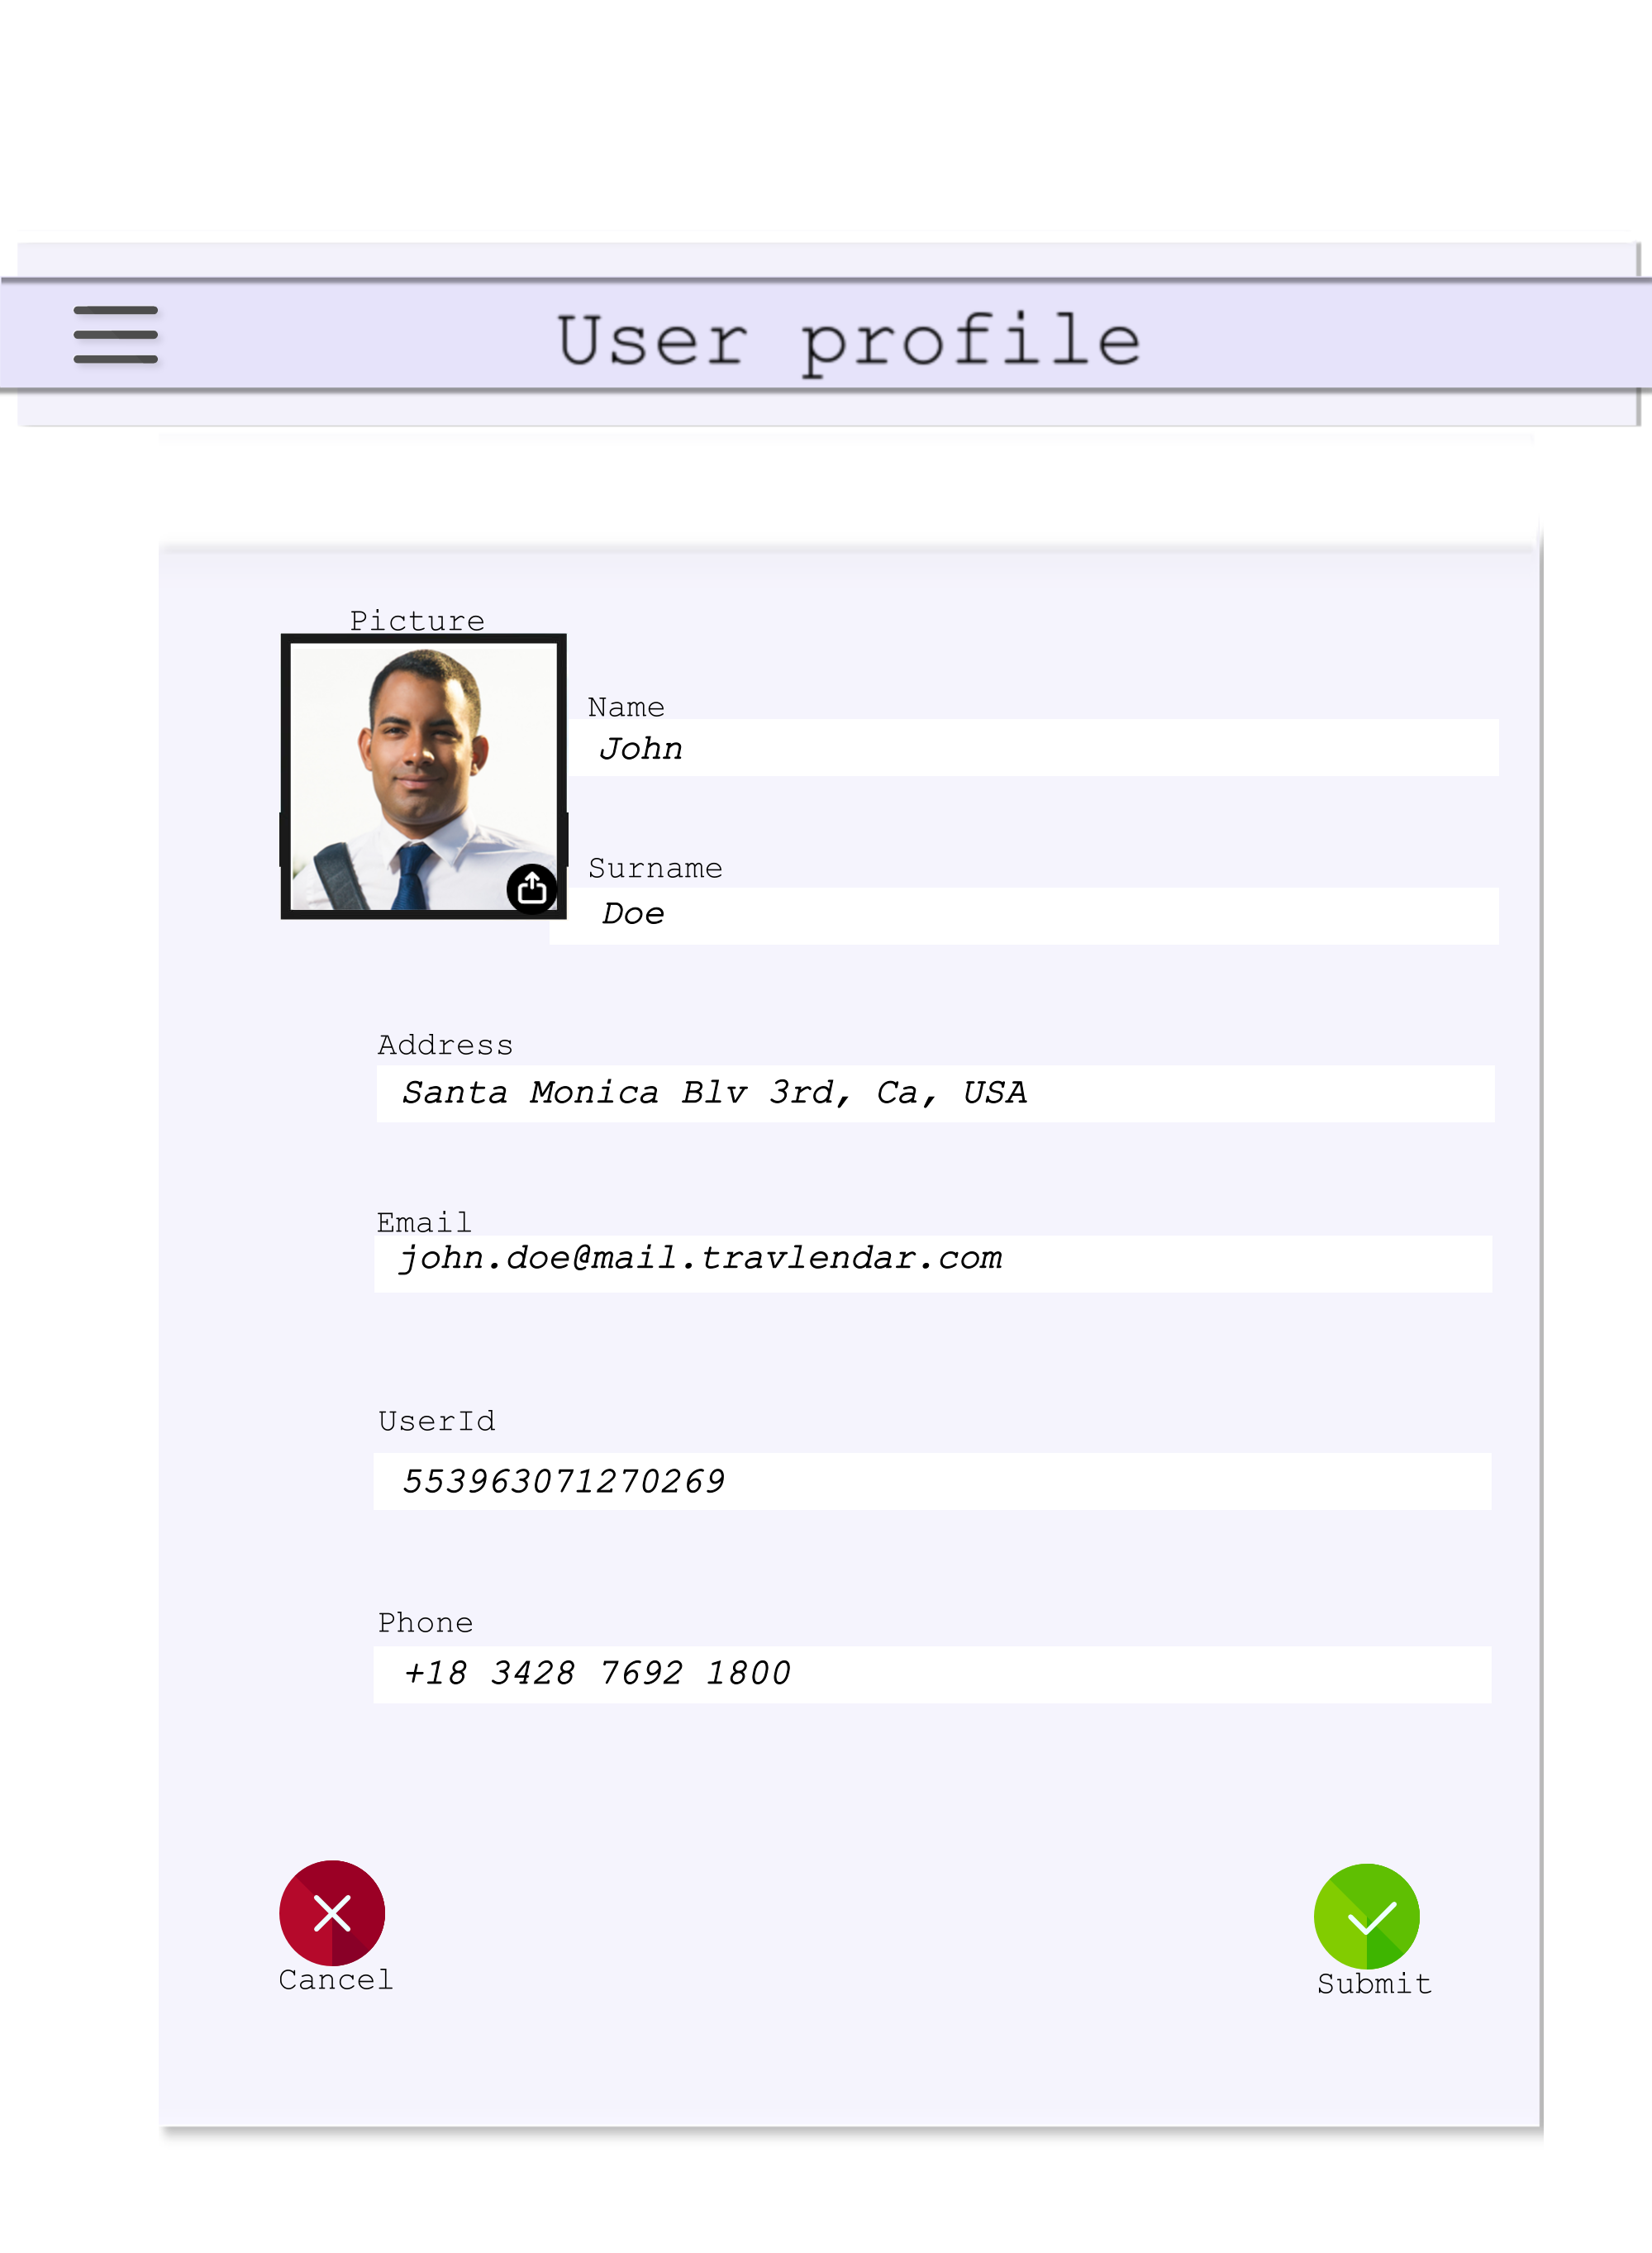 User profile
Picture
Name
John
Surname
Doe
Address
Santa Monica Blv 3rd, Ca, USA
Email
john.doe@mail.travlendar.com
UserId
553963071270269
Phone
+18 3428 7692 1800
Cancel
Submit